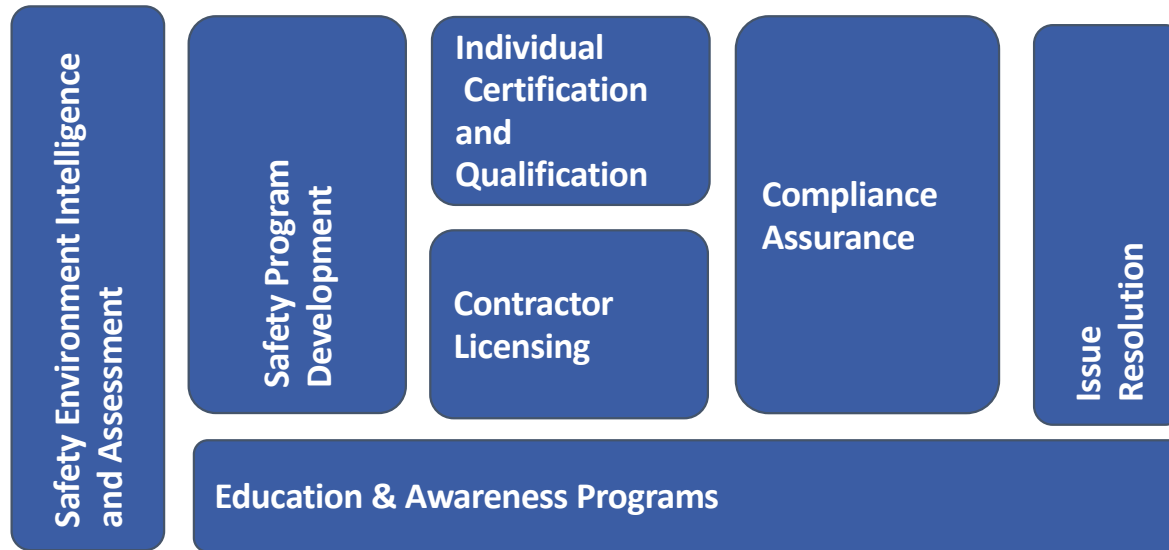 Safety Environment Intelligence
and Assessment
Safety Program
Development
Individual
Certification
and
Qualification
Contractor
Licensing
Compliance
Assurance
Issue
Resolution
Education & Awareness Programs